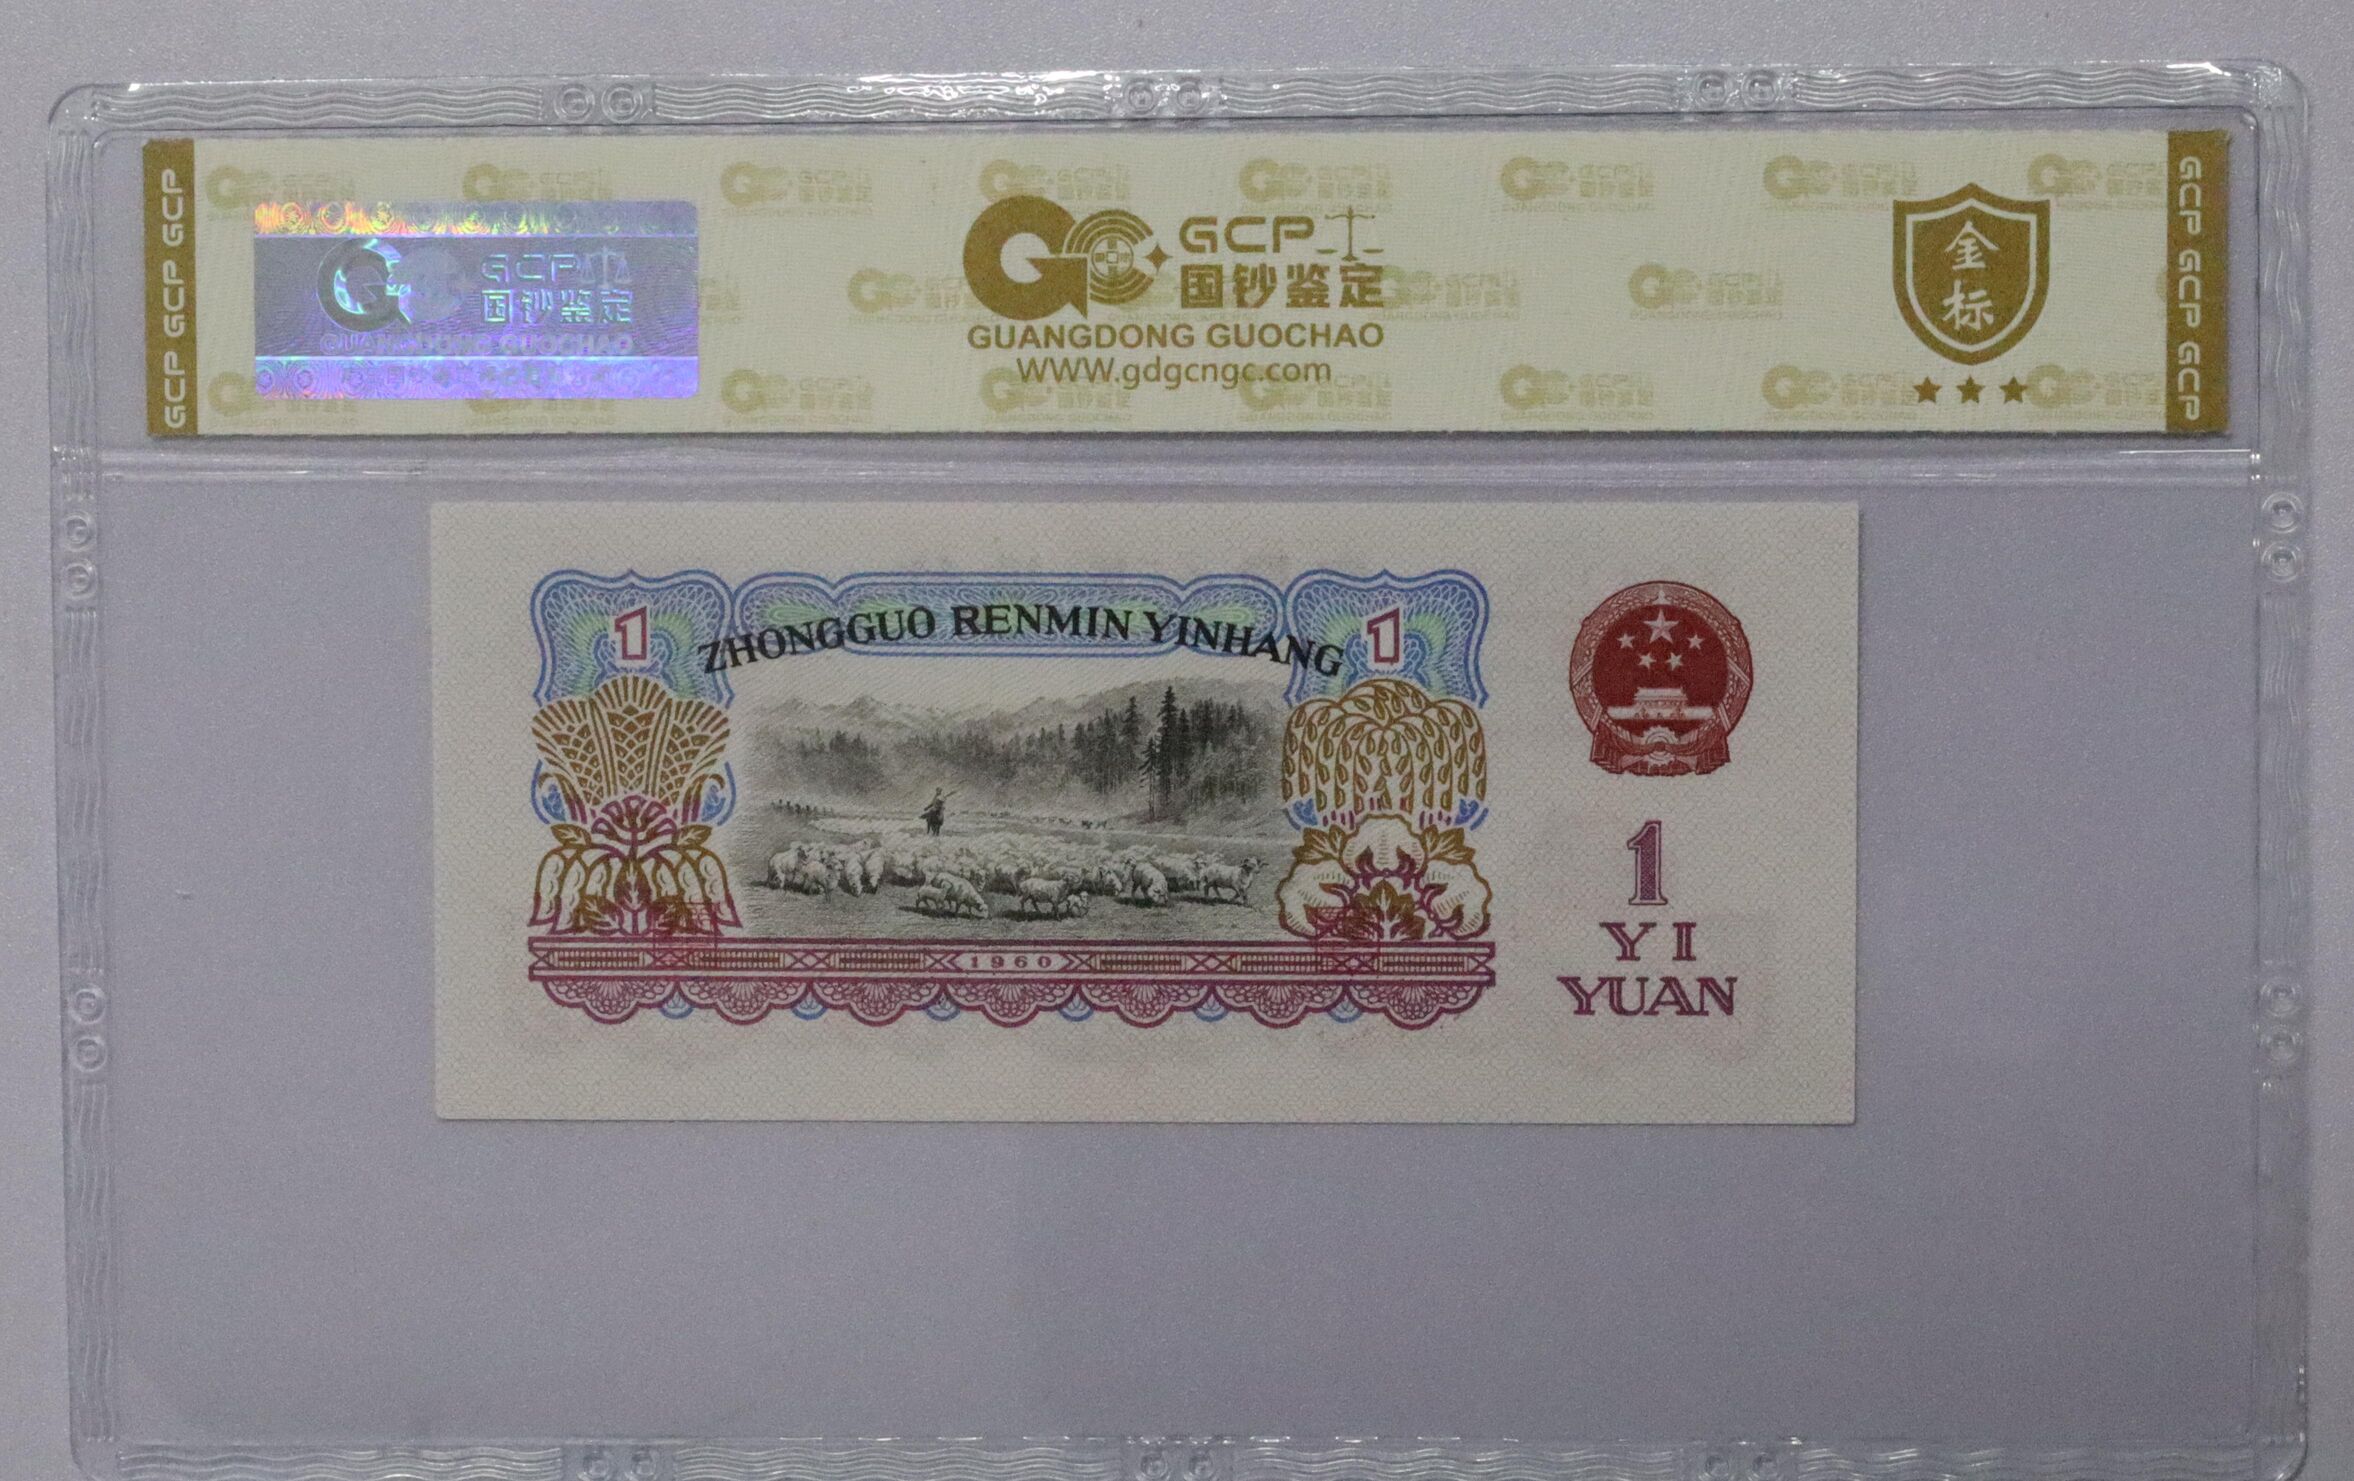 GCP GCP GCP
GCP
国钞鉴定
GUANGDONG GUOCHAO
GCP
国钞鉴定
GUANGDONG GUOCHAO
WWW.gdgcngc.com
金
标
GCP GCP GCP
1
ZHONGGUO RENMIN YINHANG
1
1960
1
YI
YUAN